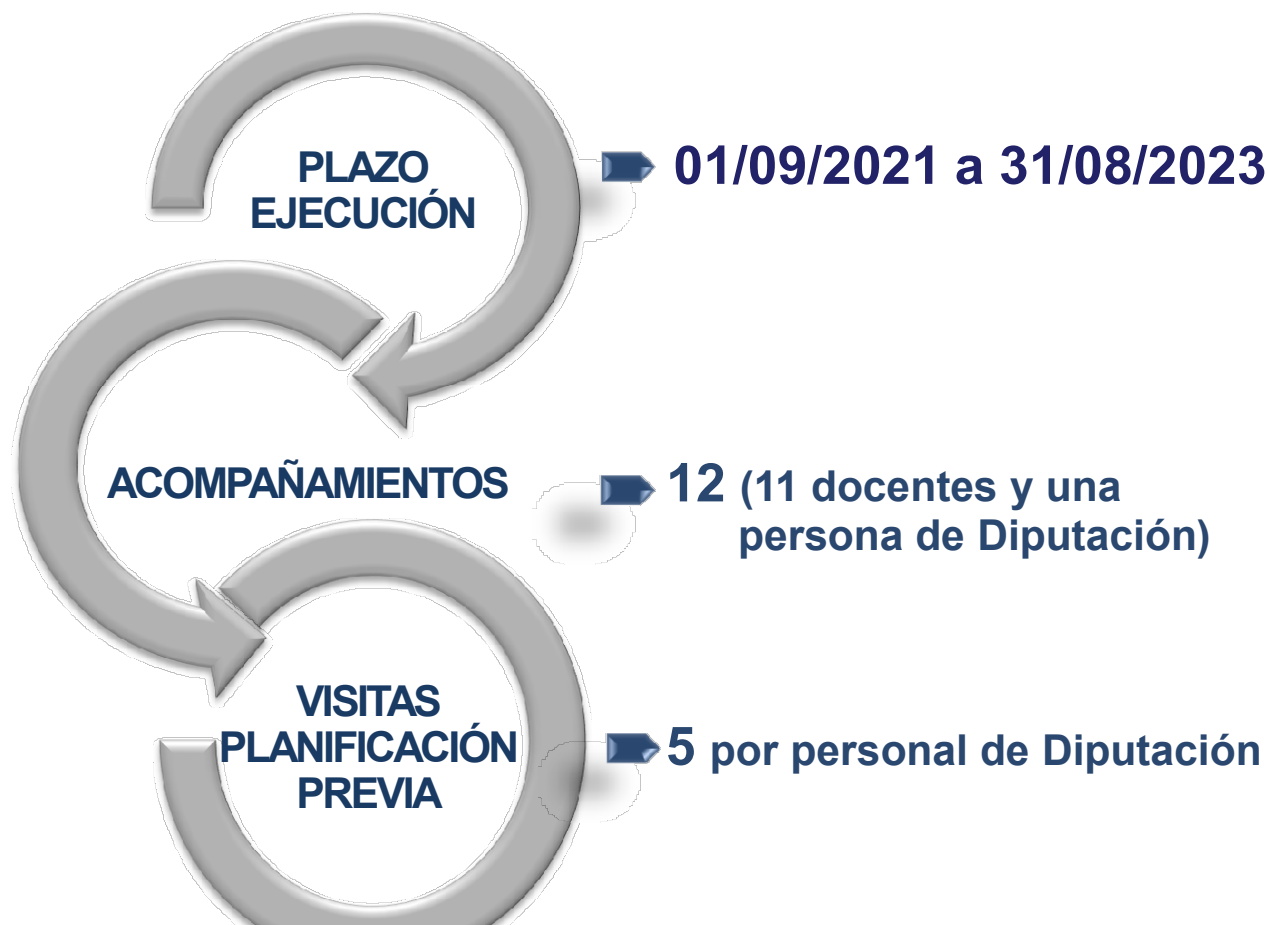 PLAZO
EJECUCIÓN
01/09/2021 a 31/08/2023
ACOMPAÑAMIENTOS
12 (11 docentes y una
persona de Diputación)
VISITAS
PLANIFICACIÓN
PREVIA
5 por personal de Diputación